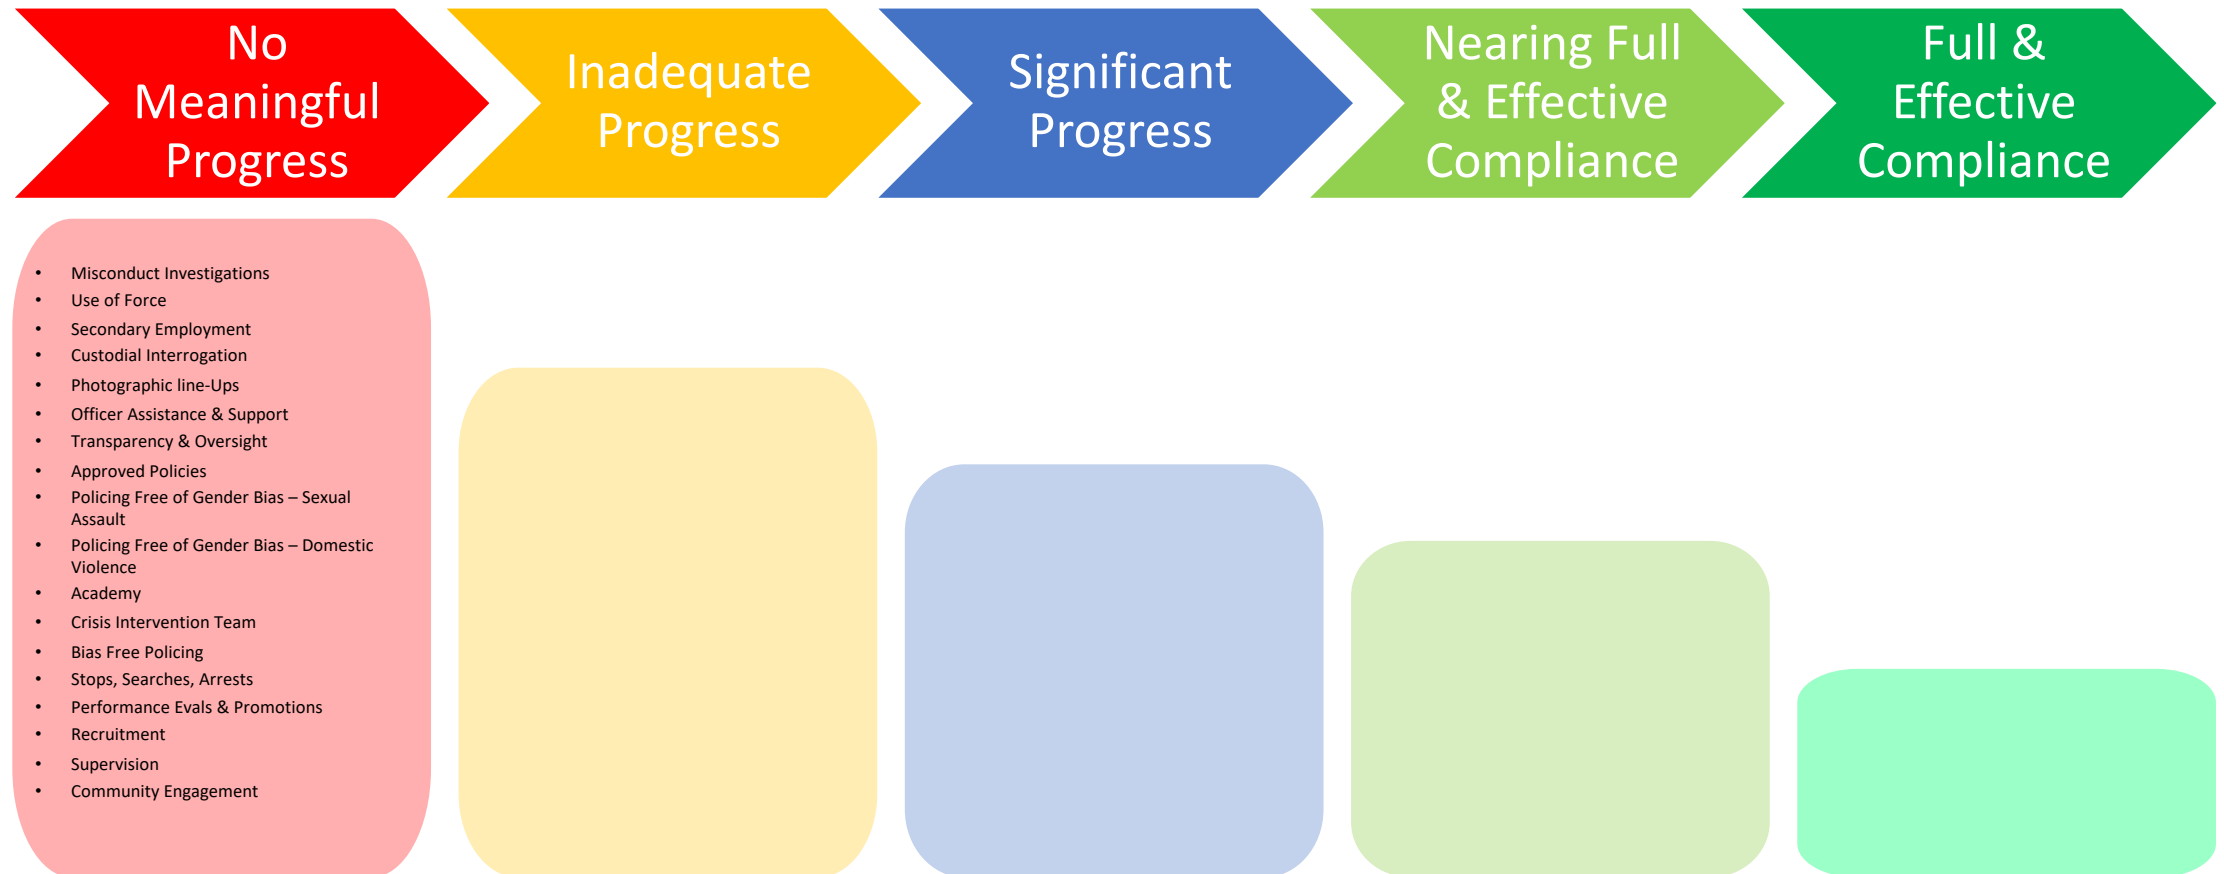 No
Meaningful
Progress
Inadequate
Progress
Significant
Progress
Nearing Full
& Effective
Compliance
Full &
Effective
Compliance
• Misconduct Investigations
• Use of Force
• Secondary Employment
• Custodial Interrogation
• Photographic line-Ups
• Officer Assistance & Support
• Transparency & Oversight
• Approved Policies
• Policing Free of Gender Bias – Sexual
Assault
• Policing Free of Gender Bias – Domestic
Violence
• Academy
• Crisis Intervention Team
• Bias Free Policing
• Stops, Searches, Arrests
• Performance Evals & Promotions
• Recruitment
• Supervision
• Community Engagement